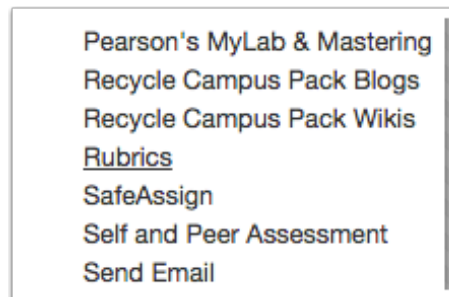 Pearson's MyLab & Mastering
Recycle Campus Pack Blogs
Recycle Campus Pack Wikis
Rubrics
SafeAssign
Self and Peer Assessment
Send Email